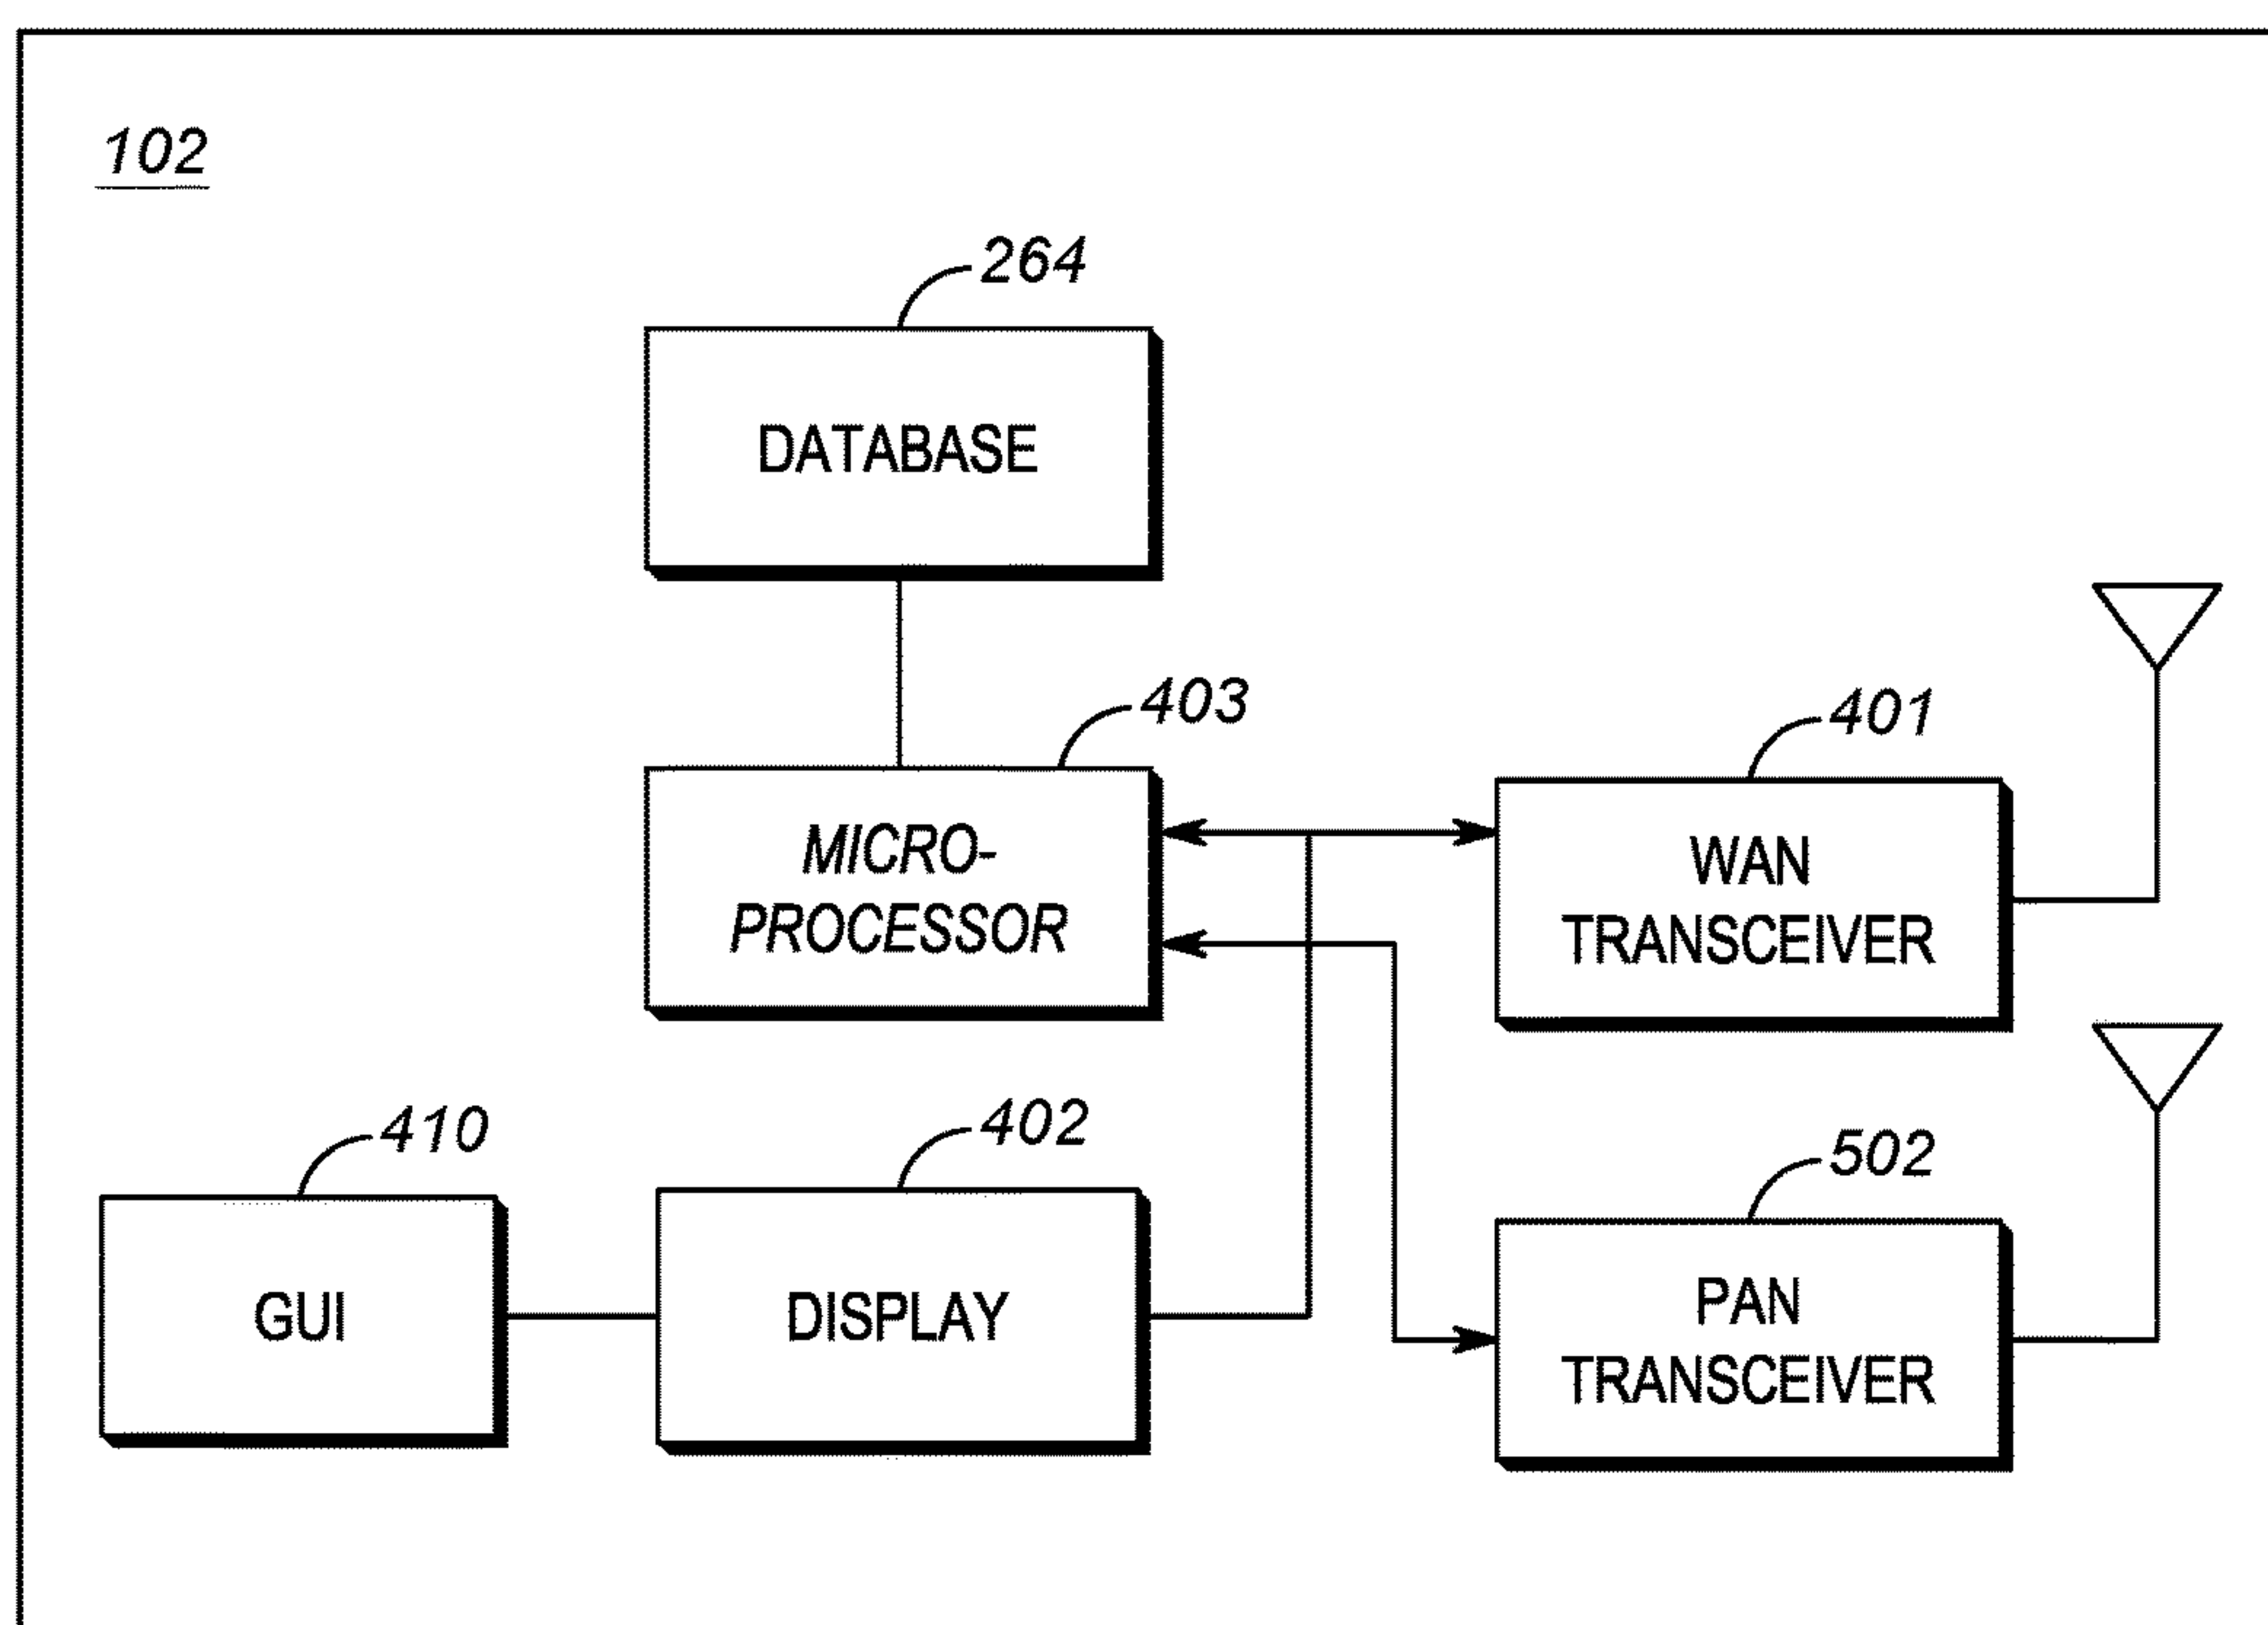 102
264
DATABASE
403
MICRO-
PROCESSOR
401
WAN
TRANSCEIVER
410
GUI
402
DISPLAY
502
PAN
TRANSCEIVER